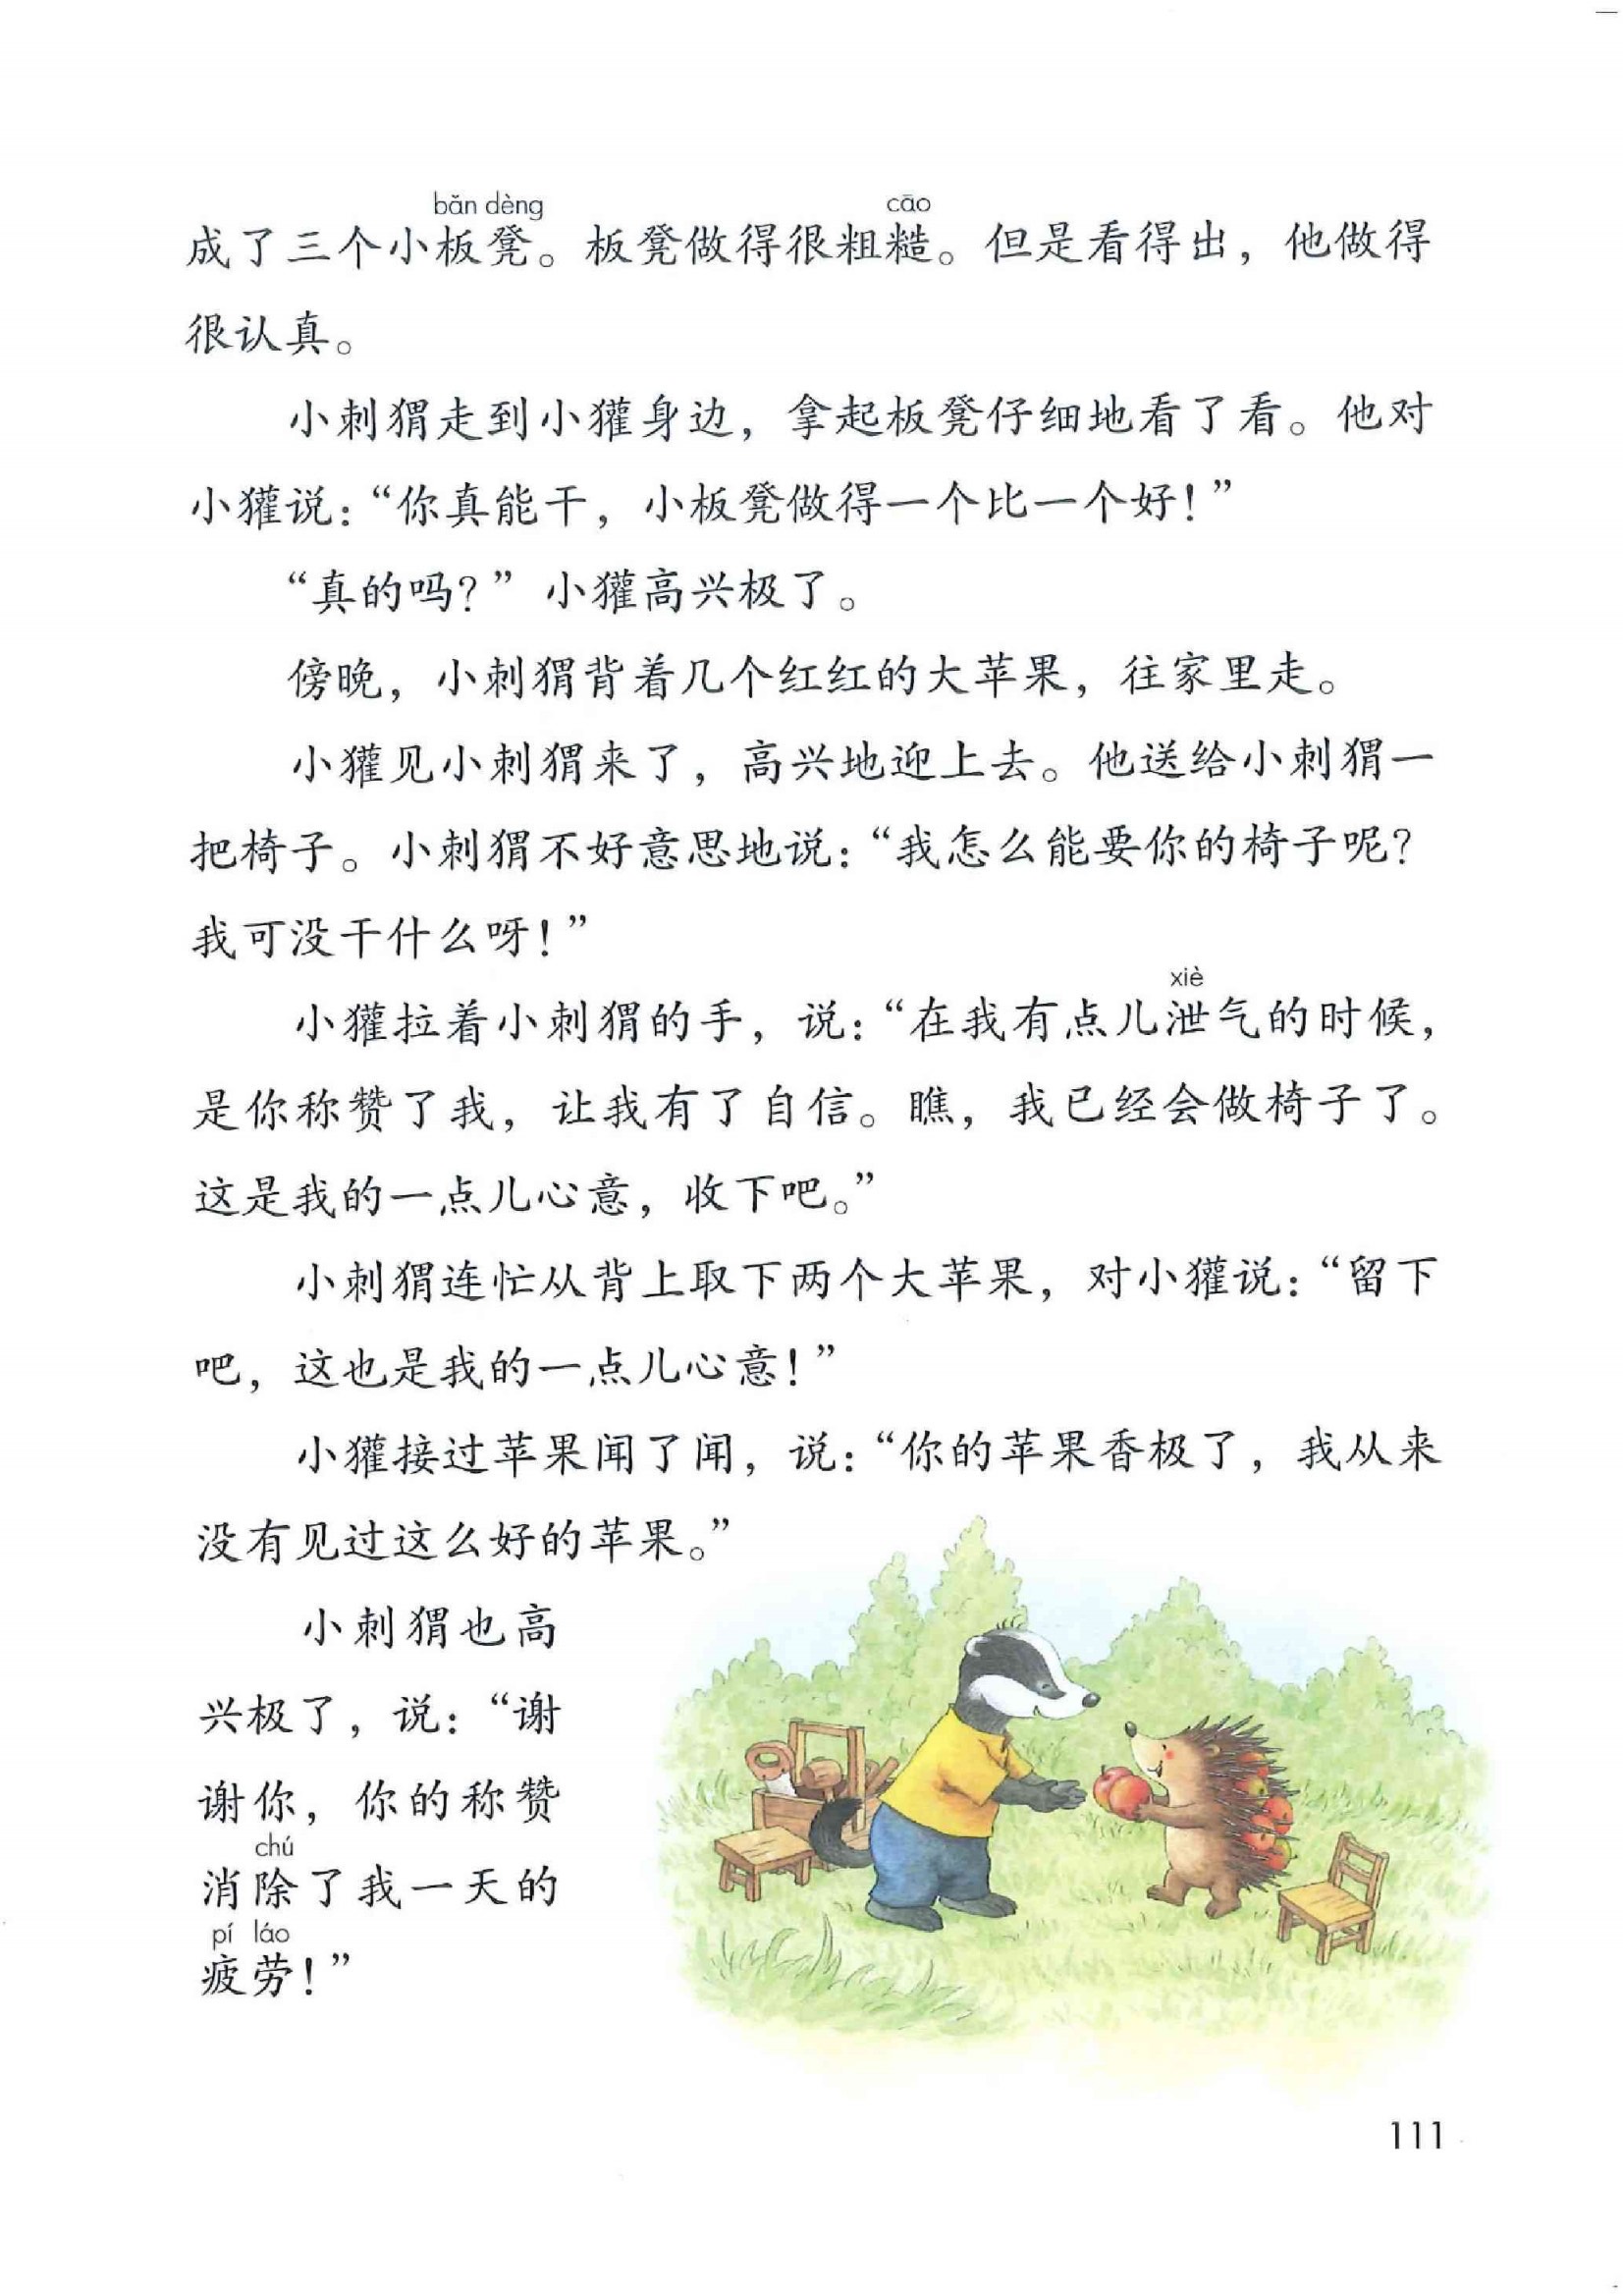 bǎn dèng cāo
成了三个小板凳。板凳做得很粗糙。但是看得出，他做得
很认真。
小刺猬走到小獾身边，拿起板凳仔细地看了看。他对
小獾说：“你真能干，小板凳做得一个比一个好！”
“真的吗？”小獾高兴极了。
傍晚，小刺猬背着几个红红的大苹果，往家里走。
小獾见小刺猬来了，高兴地迎上去。他送给小刺猬一
把椅子。小刺猬不好意思地说：“我怎么能要你的椅子呢？
我可没干什么呀！”
xiè
小獾拉着小刺猬的手，说：“在我有点儿泄气的时候，
是你称赞了我，让我有了自信。瞧，我已经会做椅子了。
这是我的一点儿心意，收下吧。”
小刺猬连忙从背上取下两个大苹果，对小獾说：“留下
吧，这也是我的一点儿心意！”
小獾接过苹果闻了闻，说：“你的苹果香极了，我从来
没有见过这么好的苹果。”
小刺猬也高
兴极了，说：“谢
谢你，你的称赞
chú
消除了我一天的
pí láo
疲劳！”
111